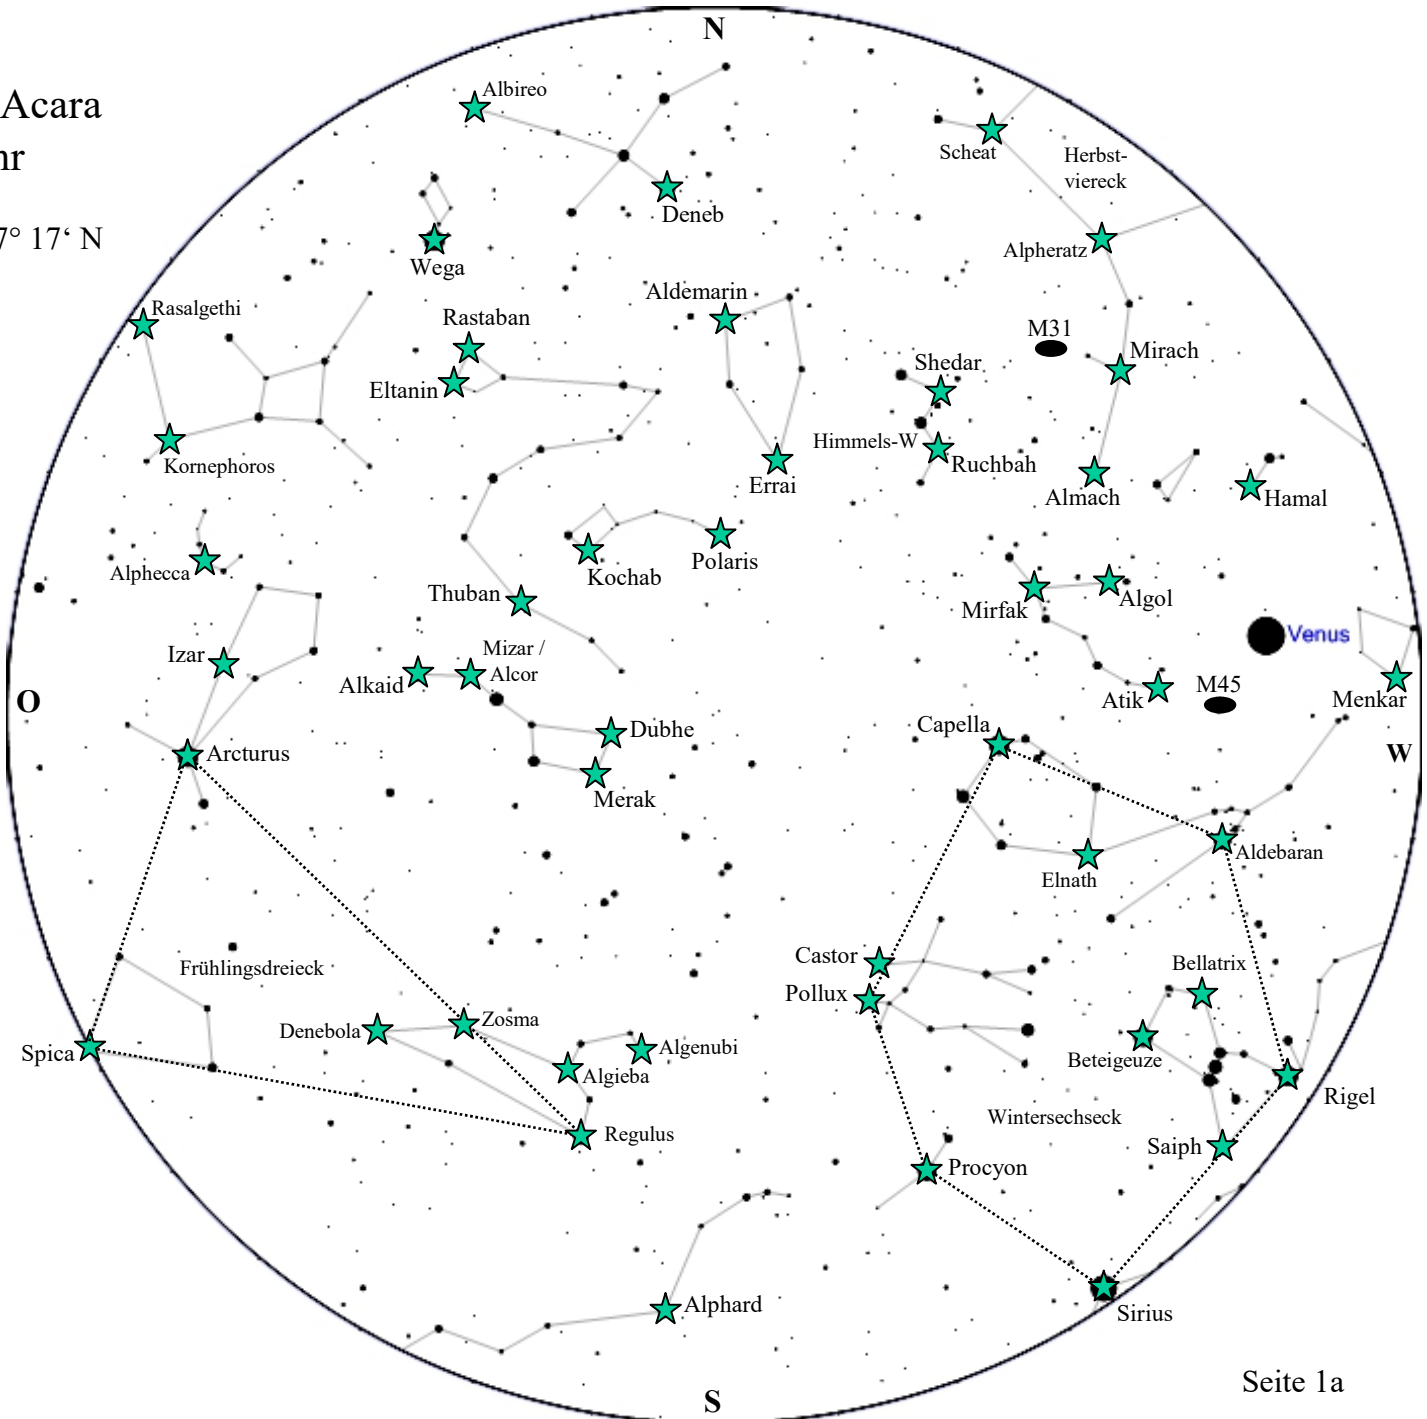 N
Albireo
Acara
hr
7° 17‘ N
Scheat
Herbst-
viereck
Deneb
Alpheratz
Wega
Aldemarin
Rasalgethi
Rastaban
M31
Mirach
Shedar
Eltanin
Himmels-W
Ruchbah
Kornephoros
Errai
Almach
Hamal
Alphecca
Kochab
Polaris
Thuban
Mirfak
Algol
Venus
Izar
Mizar /
Alcor
Alkaid
O
Atik
M45
Menkar
Capella
Dubhe
W
Arcturus
Merak
Aldebaran
Elnath
Castor
Bellatrix
Frühlingsdreieck
Pollux
Zosma
Denebola
Spica
Algenubi
Algieba
Beteigeuze
Rigel
Wintersechseck
Regulus
Saiph
Procyon
Alphard
Sirius
Seite 1a
S